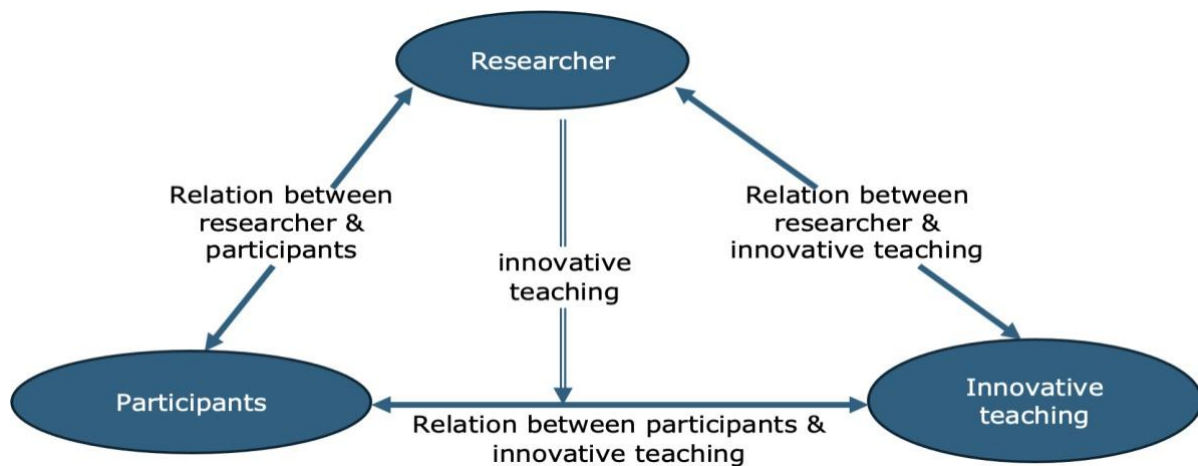 Researcher
Relation between
researcher &
participants
Relation between
researcher &
innovative teaching
innovative
teaching
Participants
Innovative
teaching
Relation between participants &
innovative teaching